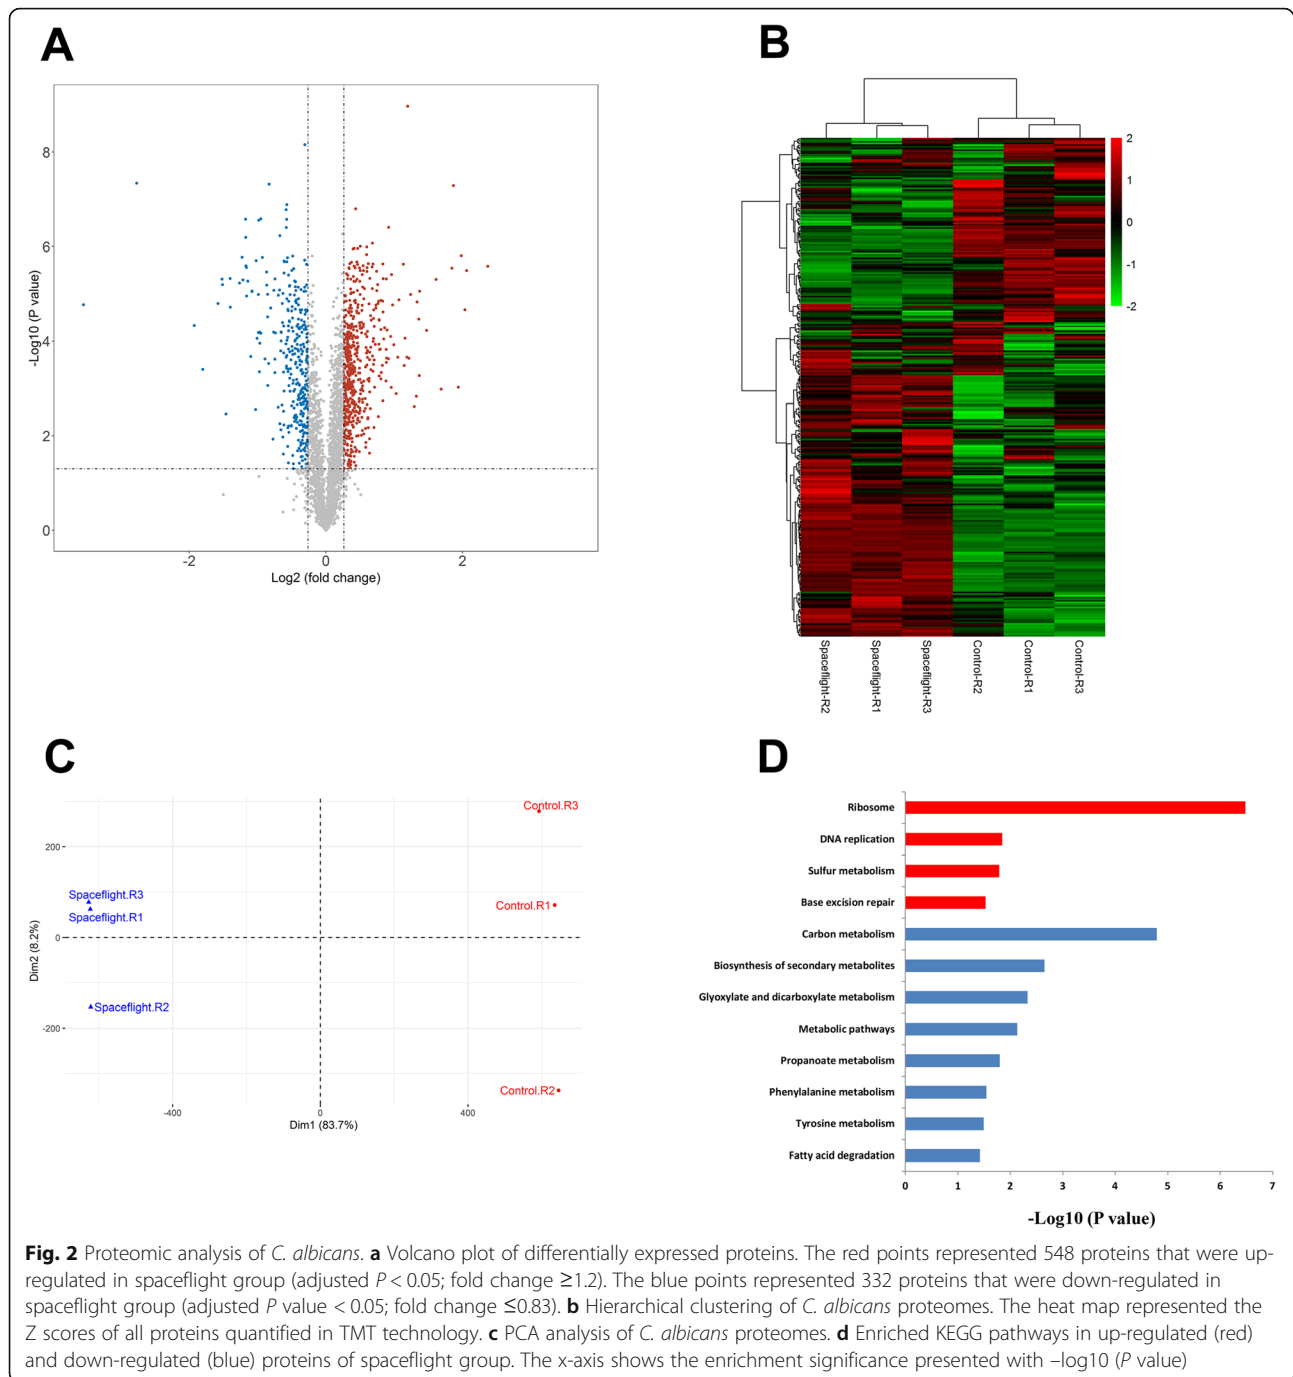 A
8
6
4
2
0
-Log10 (P value)
-2
0
2
Log2 (fold change)
B
2
1
0
-1
-2
Spaceflight-R2
Spaceflight-R1
Spaceflight-R3
Control-R2
Control-R1
Control-R3
C
Control.R3
200
Spaceflight.R3
Spaceflight.R1
Control.R1
0
Dim2 (8.2%)
Spaceflight.R2
-200
Control.R2
-400
0
400
Dim1 (83.7%)
D
Ribosome
DNA replication
Sulfur metabolism
Base excision repair
Carbon metabolism
Biosynthesis of secondary metabolites
Glyoxylate and dicarboxylate metabolism
Metabolic pathways
Propanoate metabolism
Phenylalanine metabolism
Tyrosine metabolism
Fatty acid degradation
0 1 2 3 4 5 6 7
-Log10 (P value)
Fig. 2 Proteomic analysis of C. albicans. a Volcano plot of differentially expressed proteins. The red points represented 548 proteins that were up-
regulated in spaceflight group (adjusted P < 0.05; fold change ≥1.2). The blue points represented 332 proteins that were down-regulated in
spaceflight group (adjusted P value < 0.05; fold change ≤0.83). b Hierarchical clustering of C. albicans proteomes. The heat map represented the
Z scores of all proteins quantified in TMT technology. c PCA analysis of C. albicans proteomes. d Enriched KEGG pathways in up-regulated (red)
and down-regulated (blue) proteins of spaceflight group. The x-axis shows the enrichment significance presented with –log10 (P value)